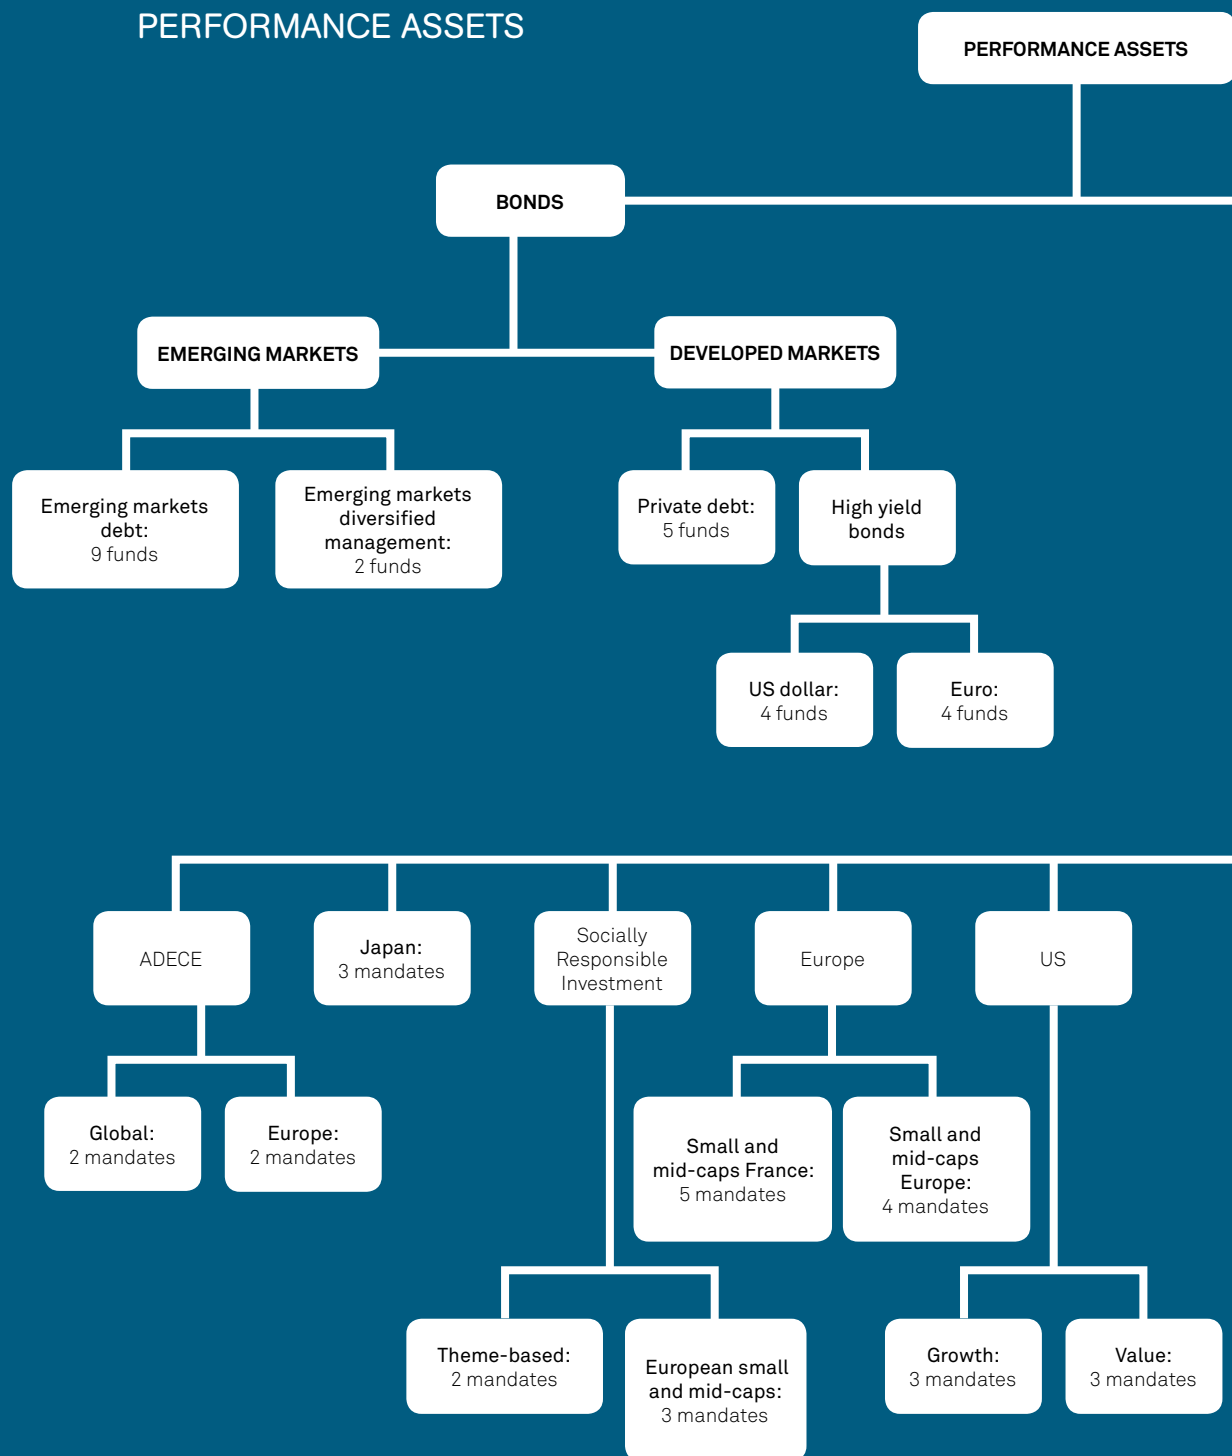 PERFORMANCE ASSETS
PERFORMANCE ASSETS
BONDS
EMERGING MARKETS
DEVELOPED MARKETS
Emerging markets
debt:
9 funds
Emerging markets
diversified
management:
2 funds
Private debt:
5 funds
High yield
bonds
US dollar:
4 funds
Euro:
4 funds
ADECE
Japan:
3 mandates
Socially
Responsible
Investment
Europe
US
Global:
2 mandates
Europe:
2 mandates
Small and
mid-caps France:
5 mandates
Small and
mid-caps
Europe:
4 mandates
Theme-based:
2 mandates
European small
and mid-caps:
3 mandates
Growth:
3 mandates
Value:
3 mandates